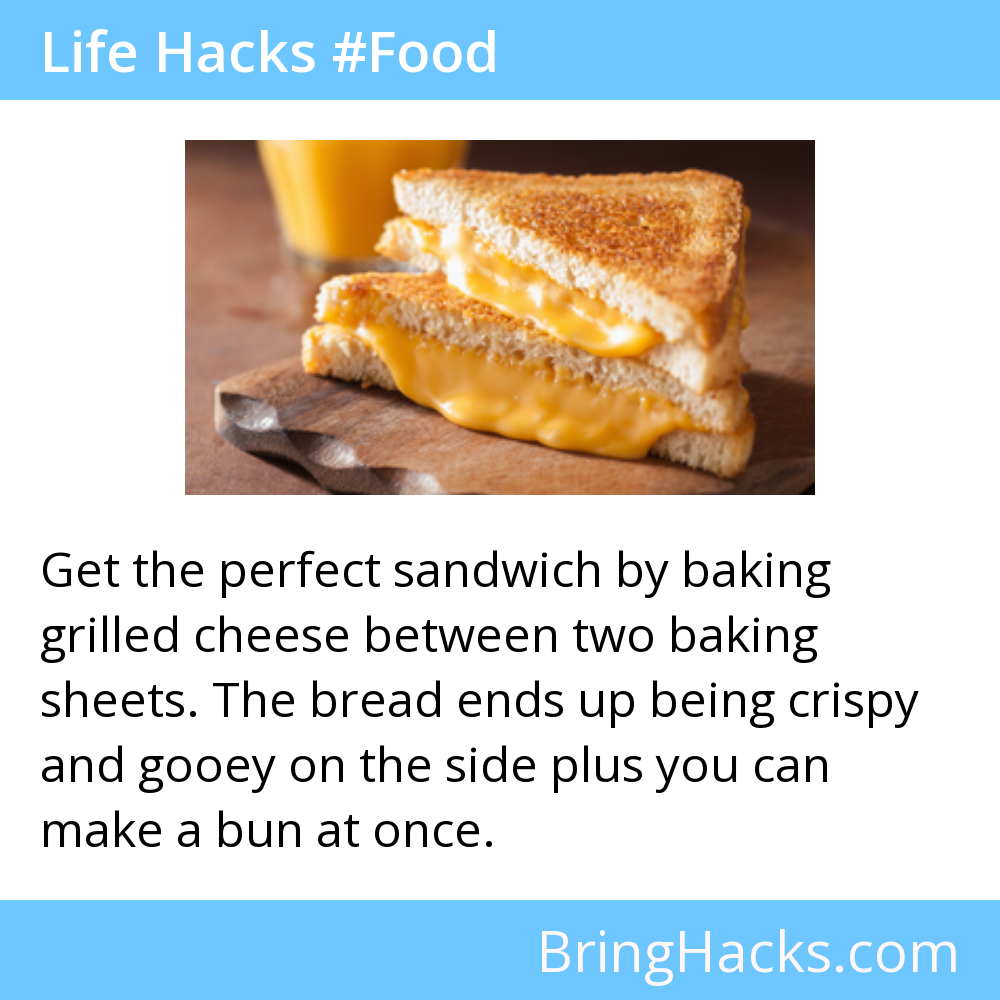 Life Hacks #Food
Get the perfect sandwich by baking
grilled cheese between two baking
sheets. The bread ends up being crispy
and gooey on the side plus you can
make a bun at once.
BringHacks.com